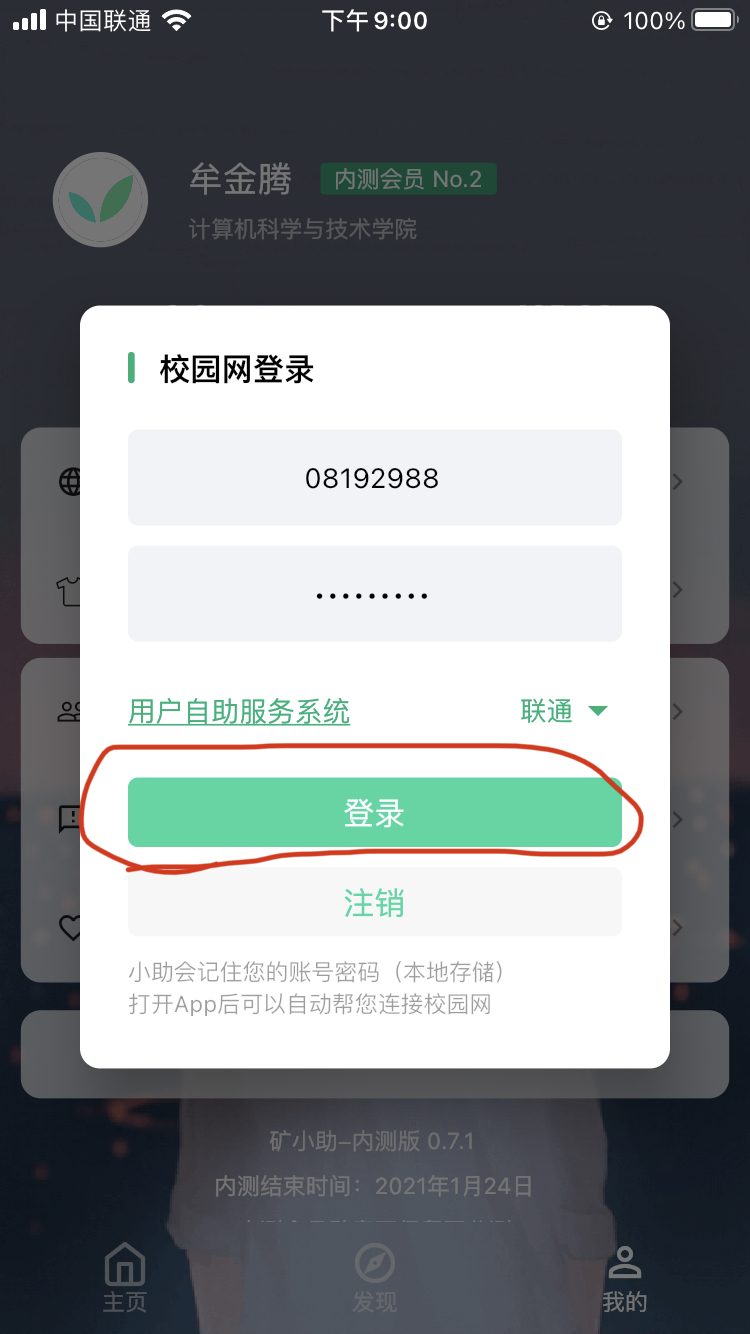 中国联通
下午9:00
100%
牟金腾
内测会员 No.2
计算机科学与技术学院
校园网登录
08192988
•••••••••
用户自助服务系统
联通
登录
注销
小助会记住您的账号密码（本地存储）
打开App后可以自动帮您连接校园网
矿小助-内测版 0.7.1
内测结束时间：2021年1月24日
主页
发现
我的